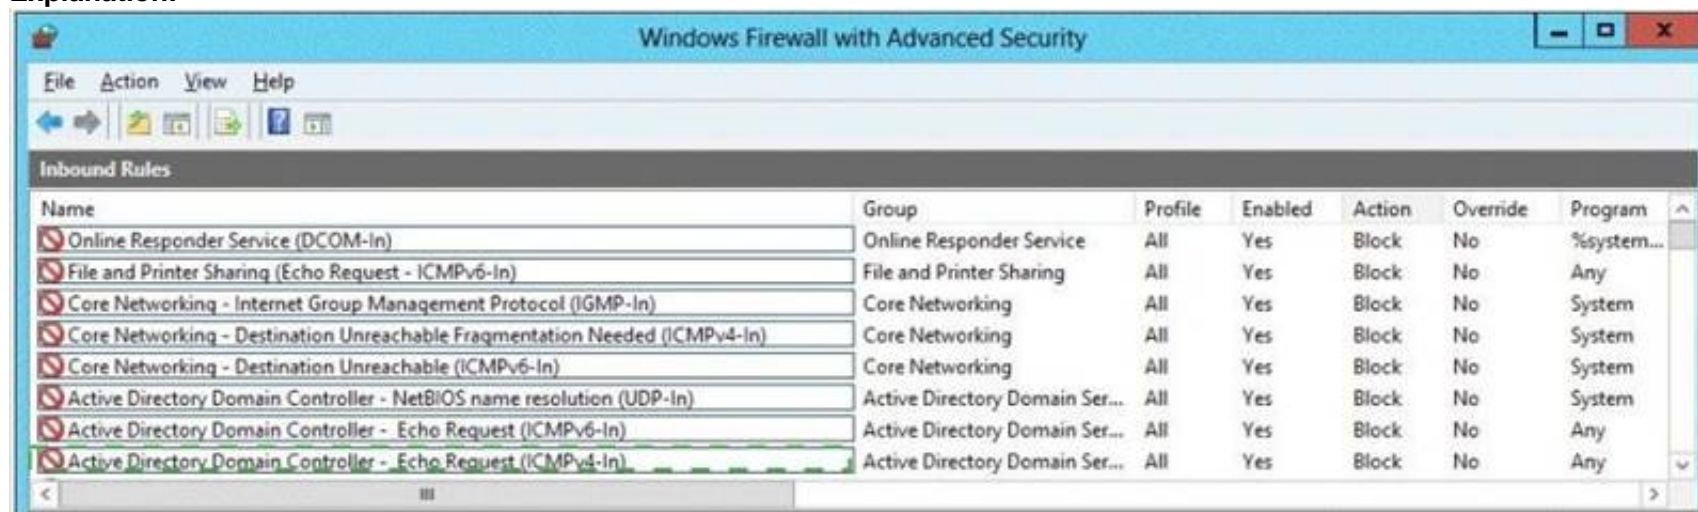 Explanation:
Windows Firewall with Advanced Security
File Action View Help
Inbound Rules
Name Group Profile Enabled Action Override Program
Online Responder Service (DCOM-In) Online Responder Service All Yes Block No %system...
File and Printer Sharing (Echo Request - ICMPv6-In) File and Printer Sharing All Yes Block No Any
Core Networking - Internet Group Management Protocol (IGMP-In) Core Networking All Yes Block No System
Core Networking - Destination Unreachable Fragmentation Needed (ICMPv4-In) Core Networking All Yes Block No System
Core Networking - Destination Unreachable (ICMPv6-In) Core Networking All Yes Block No System
Active Directory Domain Controller - NetBIOS name resolution (UDP-In) Active Directory Domain Ser... All Yes Block No System
Active Directory Domain Controller - Echo Request (ICMPv6-In) Active Directory Domain Ser... All Yes Block No Any
Active Directory Domain Controller - Echo Request (ICMPv4-In) Active Directory Domain Ser... All Yes Block No Any